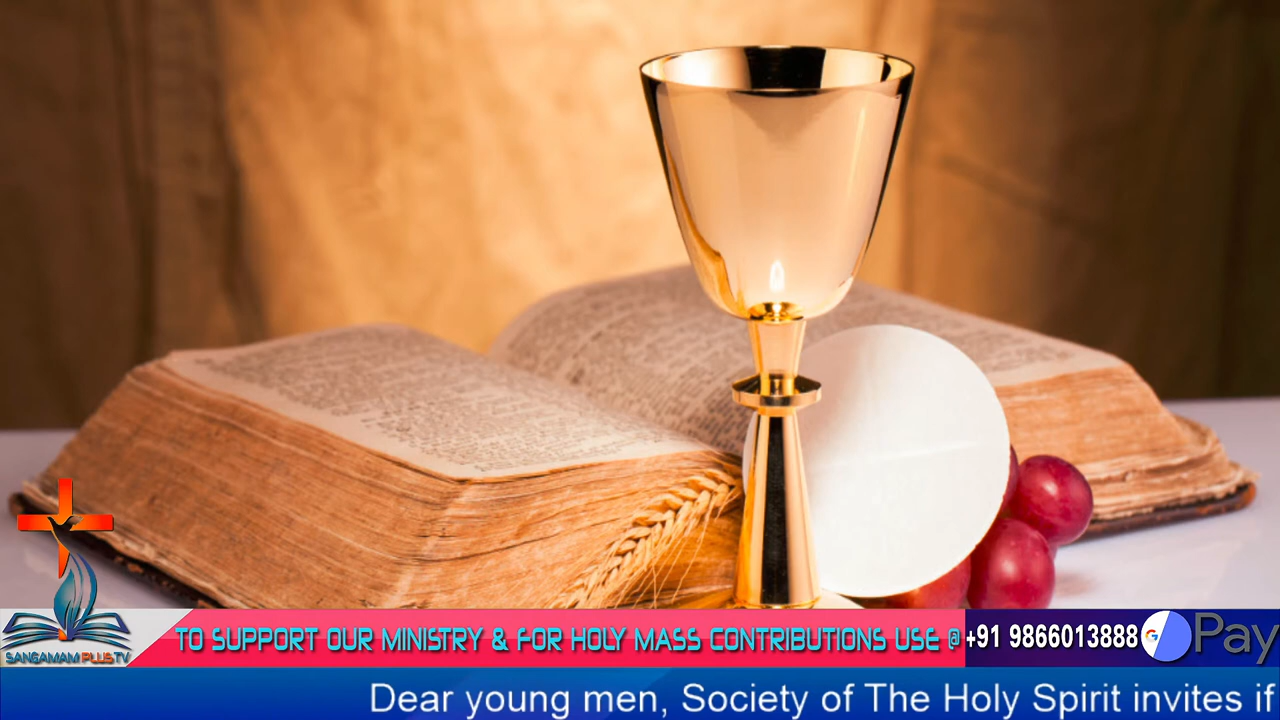 SANGAMAM PLUS TV
TO SUPPORT OUR MINISTRY & FOR HOLY MASS CONTRIBUTIONS USE @ +91 9866013888 G Pay
Dear young men, Society of The Holy Spirit invites if